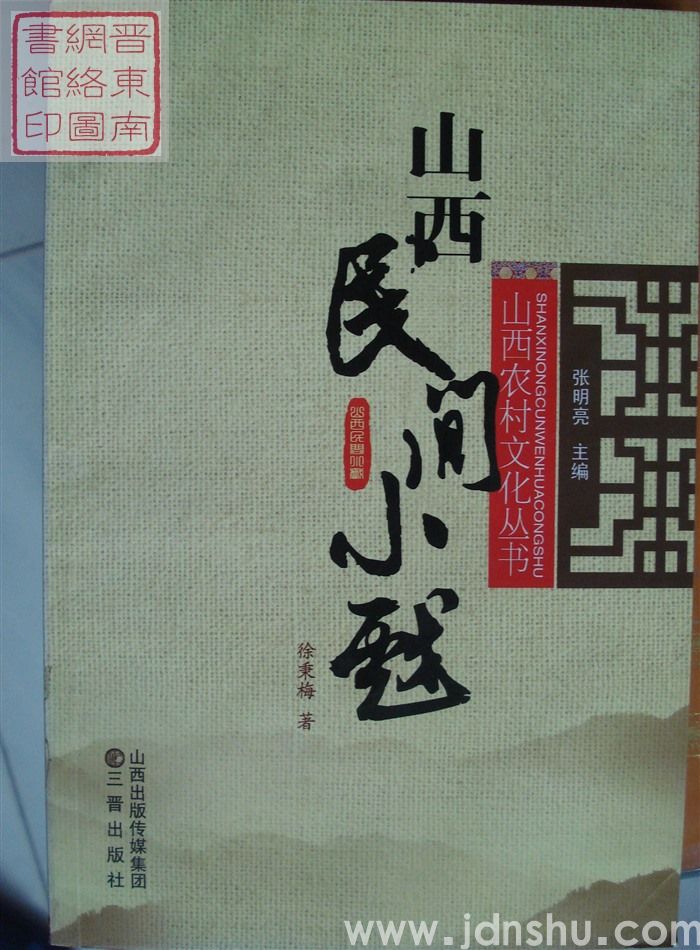 晋東南
網絡圖
書館印
山西
民间小戏
山西民間小戲
山西农村文化丛书
SHANXINONGCUNWENHUACONGSHU
张明亮 主编
徐秉梅 著
山西出版传媒集团
三晋出版社
www.jdnshu.com